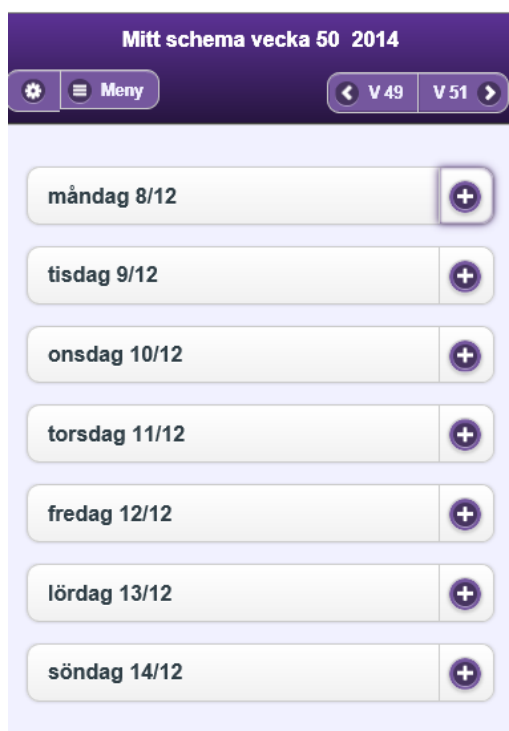 Mitt schema vecka 50 2014
Meny
V 49
V 51
måndag 8/12
tisdag 9/12
onsdag 10/12
torsdag 11/12
fredag 12/12
lördag 13/12
söndag 14/12